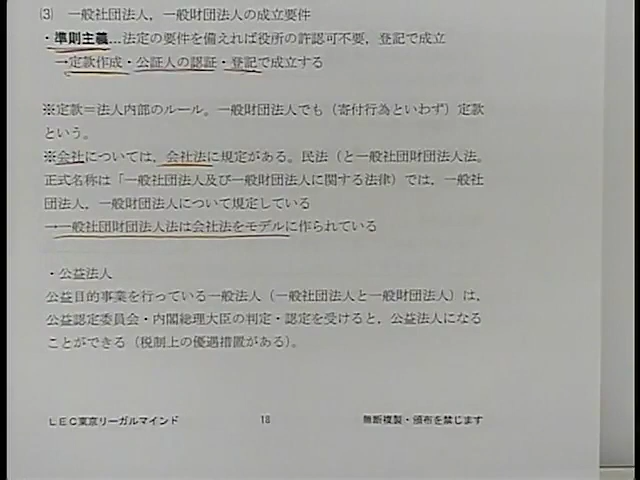 (3) 一般社団法人，一般財団法人の成立要件
・準則主義…法定の要件を備えれば役所の許認可不要，登記で成立
→定款作成・公証人の認証・登記で成立する
※定款＝法人内部のルール。一般財団法人でも（寄付行為といわず）定款
という。
※会社については，会社法に規定がある。民法（と一般社団財団法人法。
正式名称は「一般社団法人及び一般財団法人に関する法律）では，一般社
団法人，一般財団法人について規定している
→一般社団財団法人法は会社法をモデルに作られている
・公益法人
公益目的事業を行っている一般法人（一般社団法人と一般財団法人）は，
公益認定委員会・内閣総理大臣の判定・認定を受けると，公益法人になる
ことができる（税制上の優遇措置がある）。
ＬＥＣ東京リーガルマインド 18 無断複製・頒布を禁じます